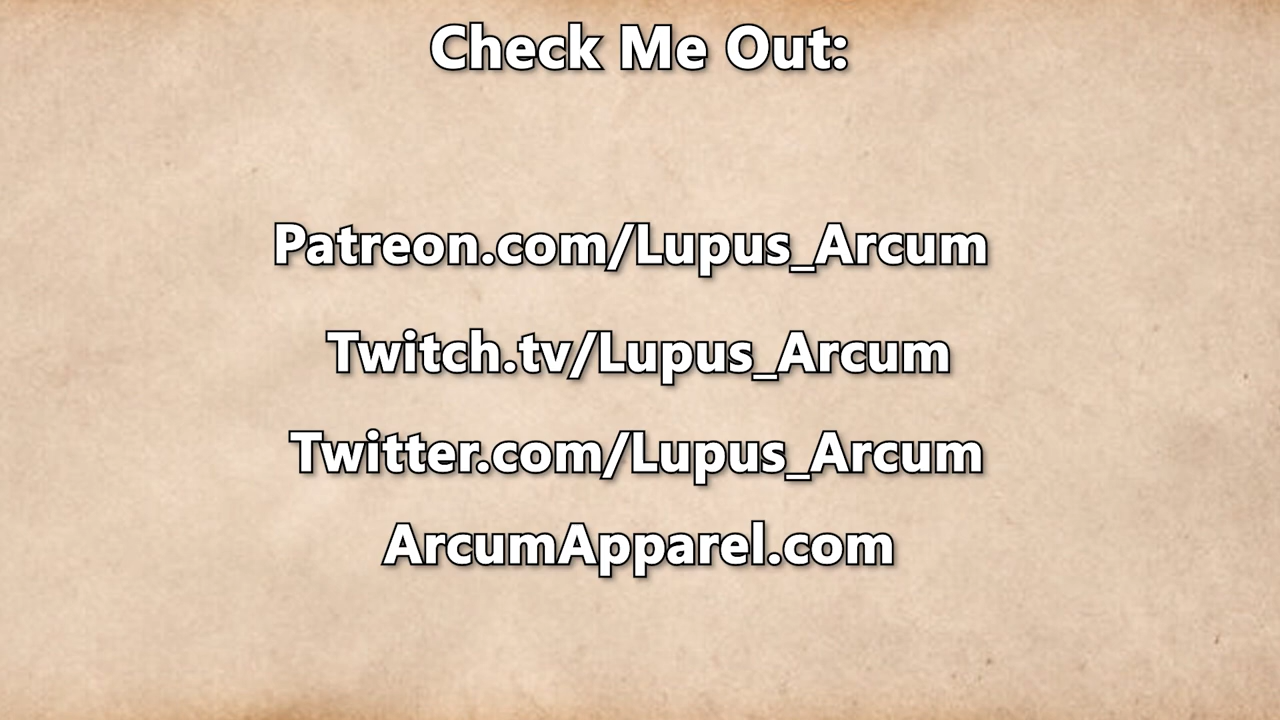 Check Me Out:
Patreon.com/Lupus_Arcum
Twitch.tv/Lupus_Arcum
Twitter.com/Lupus_Arcum
ArcumApparel.com